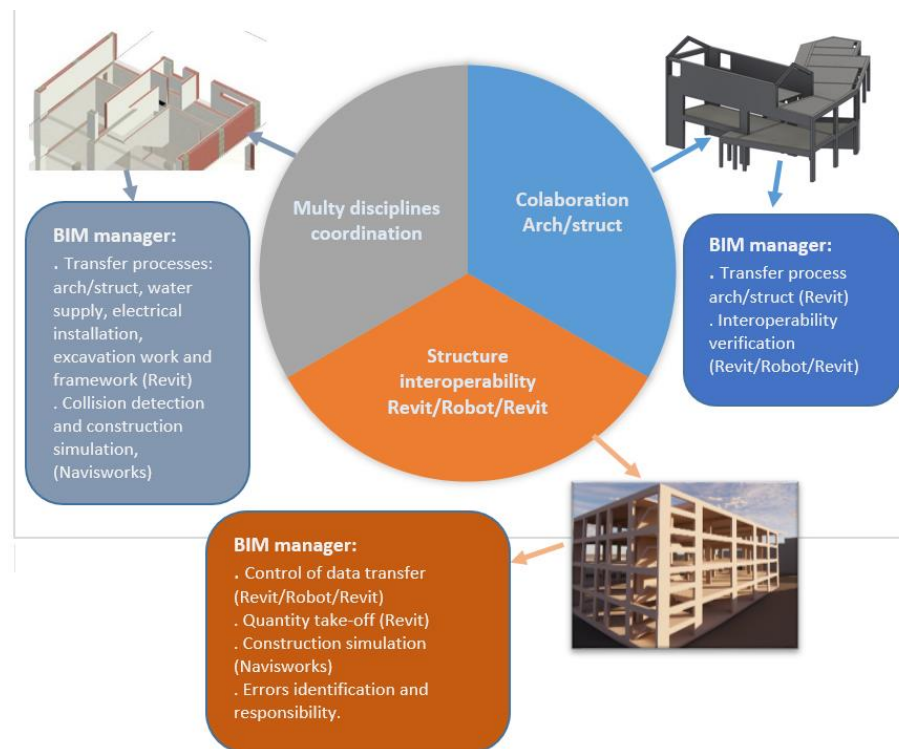 Multy disciplines
coordination
Colaboration
Arch/struct
Structure
interoperability
Revit/Robot/Revit
BIM manager:
. Transfer processes:
arch/struct, water
supply, electrical
installation,
excavation work and
framework (Revit)
. Collision detection
and construction
simulation,
(Navisworks)
BIM manager:
. Transfer process
arch/struct (Revit)
. Interoperability
verification
(Revit/Robot/Revit)
BIM manager:
. Control of data transfer
(Revit/Robot/Revit)
. Quantity take-off (Revit)
. Construction simulation
(Navisworks)
. Errors identification and
responsibility.